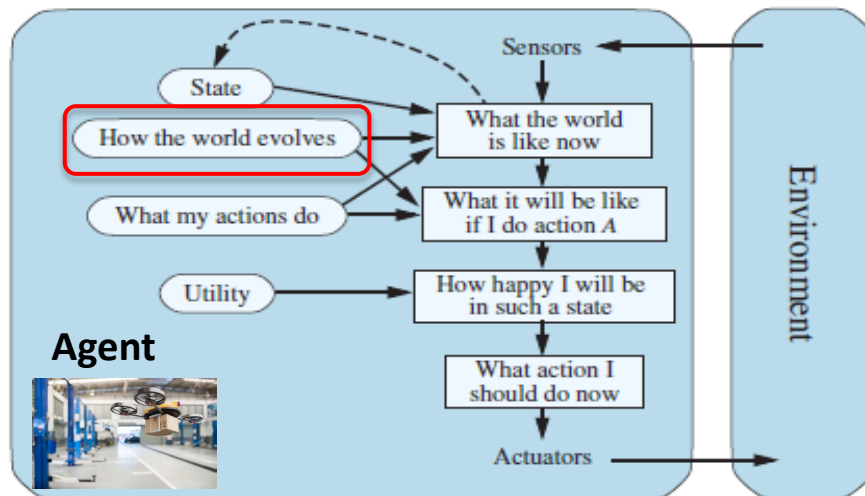 Sensors
State
What the world
is like now
How the world evolves
What it will be like
if I do action A
What my actions do
How happy I will be
in such a state
Utility
What action I
should do now
Agent
Actuators
Environment